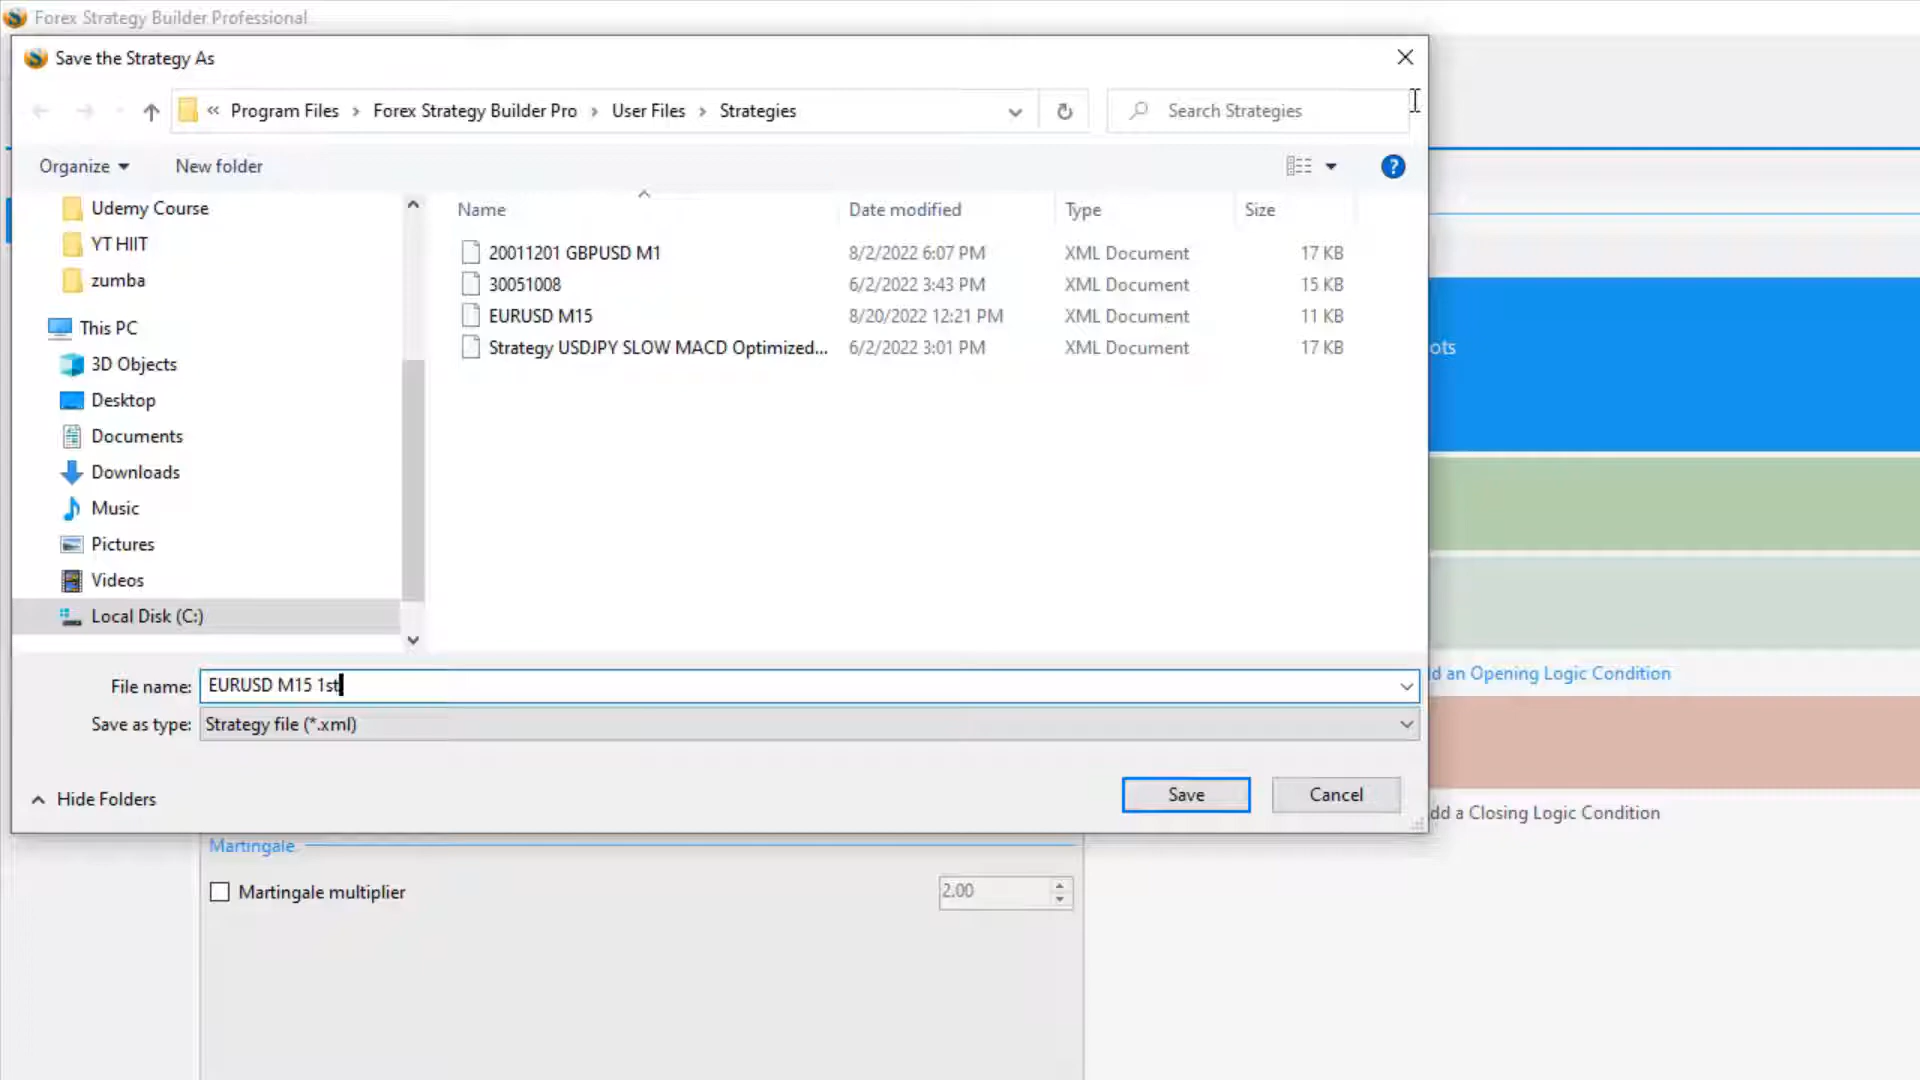 Forex Strategy Builder Professional
Save the Strategy As
« Program Files › Forex Strategy Builder Pro › User Files › Strategies
Search Strategies
Organize
New folder
Udemy Course
YT HIIT
zumba
This PC
3D Objects
Desktop
Documents
Downloads
Music
Pictures
Videos
Local Disk (C:)
Name Date modified Type Size
20011201 GBPUSD M1 8/2/2022 6:07 PM XML Document 17 KB
30051008 6/2/2022 3:43 PM XML Document 15 KB
EURUSD M15 8/20/2022 12:21 PM XML Document 11 KB
Strategy USDJPY SLOW MACD Optimized... 6/2/2022 3:01 PM XML Document 17 KB
ots
d an Opening Logic Condition
dd a Closing Logic Condition
File name: EURUSD M15 1st
Save as type: Strategy file (*.xml)
Hide Folders
Save
Cancel
Martingale
Martingale multiplier 2.00